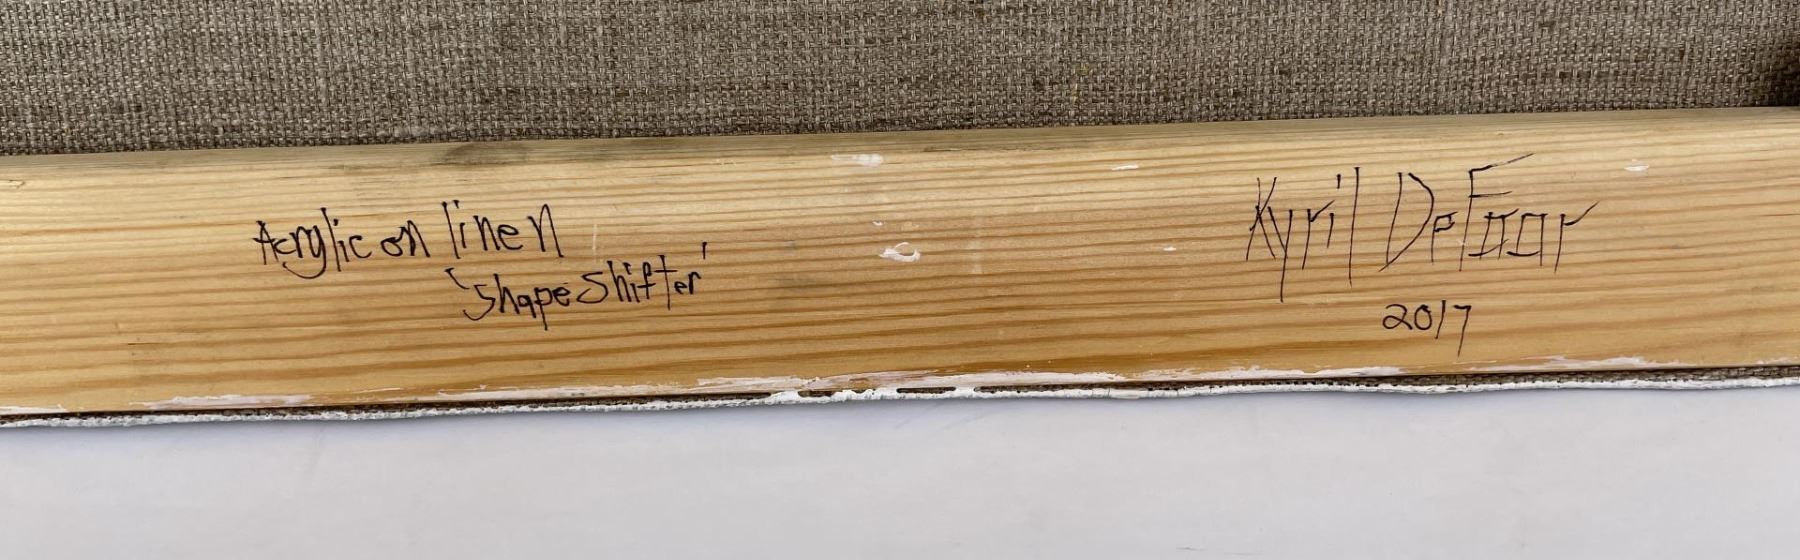 Acrylic on linen
'Shape Shifter'
Kyril DeFoor
2017